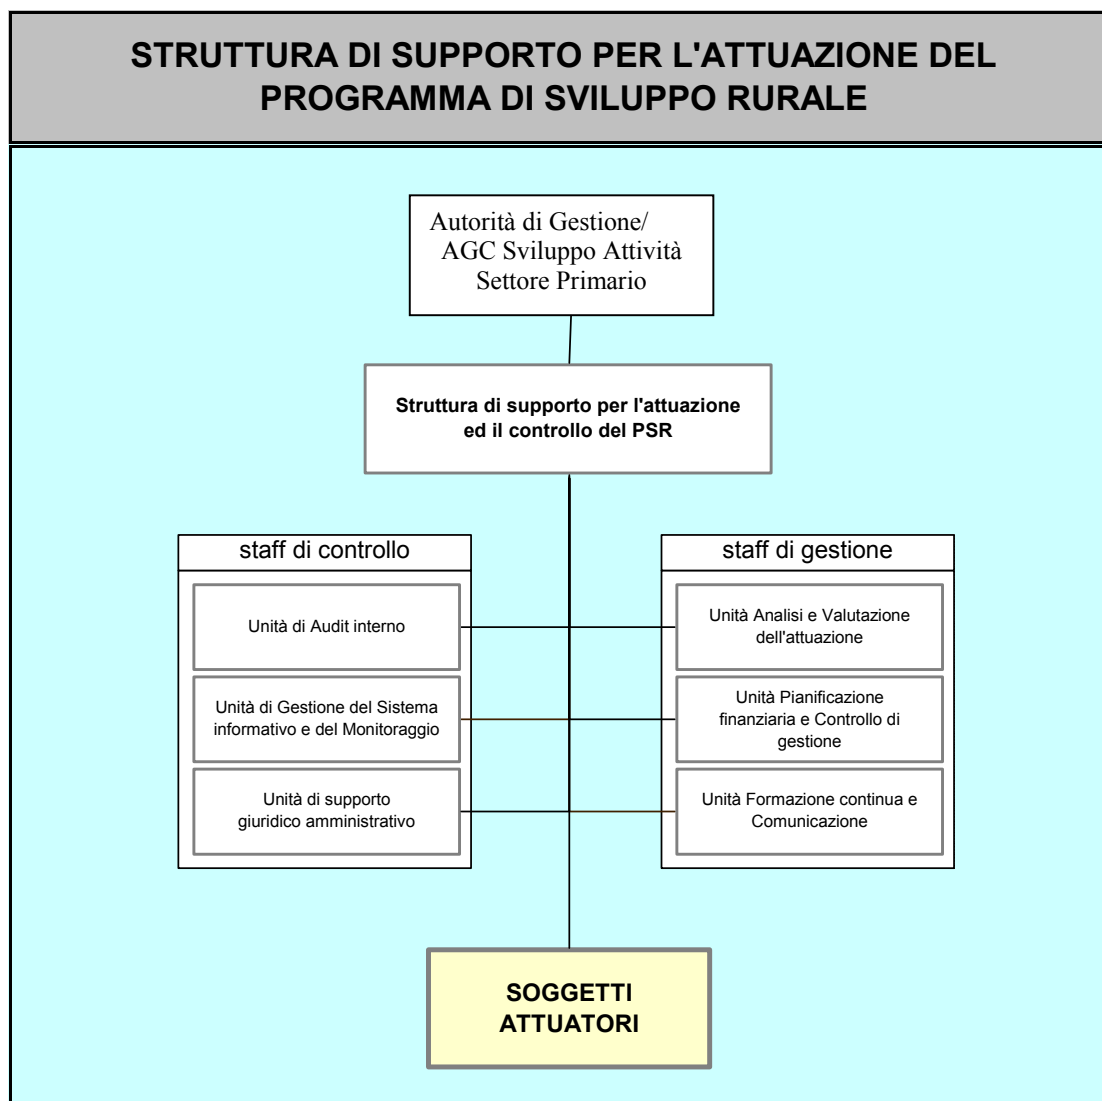 STRUTTURA DI SUPPORTO PER L'ATTUAZIONE DEL
PROGRAMMA DI SVILUPPO RURALE
Autorità di Gestione/
AGC Sviluppo Attività
Settore Primario
Struttura di supporto per l'attuazione
ed il controllo del PSR
staff di controllo
Unità di Audit interno
Unità di Gestione del Sistema
informativo e del Monitoraggio
Unità di supporto
giuridico amministrativo
staff di gestione
Unità Analisi e Valutazione
dell'attuazione
Unità Pianificazione
finanziaria e Controllo di
gestione
Unità Formazione continua e
Comunicazione
SOGGETTI
ATTUATORI